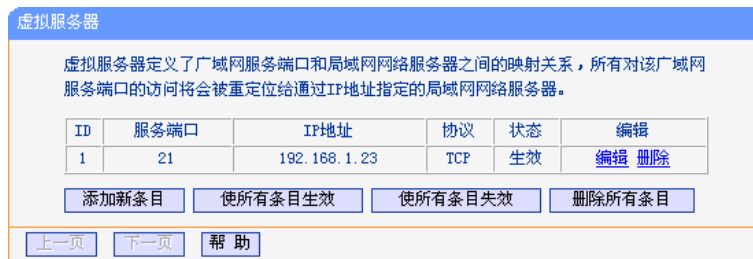 虚拟服务器
虚拟服务器定义了广域网服务端口和局域网网络服务器之间的映射关系，所有对该广域网
服务端口的访问将会被重定位给通过IP地址指定的局域网网络服务器。
ID 服务端口 IP地址 协议 状态 编辑
1 21 192.168.1.23 TCP 生效 编辑 删除
添加新条目 使所有条目生效 使所有条目失效 删除所有条目
上一页 下一页 帮 助